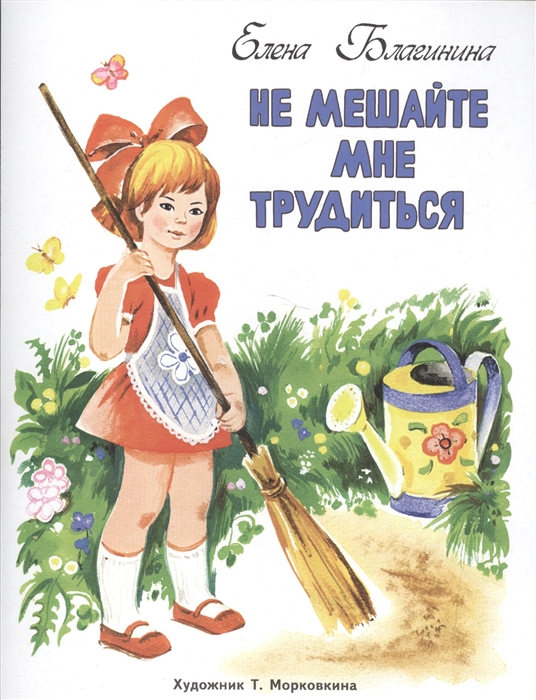 Елена Благинина
НЕ МЕШАЙТЕ
МНЕ
ТРУДИТЬСЯ
Художник Т. Морковкина